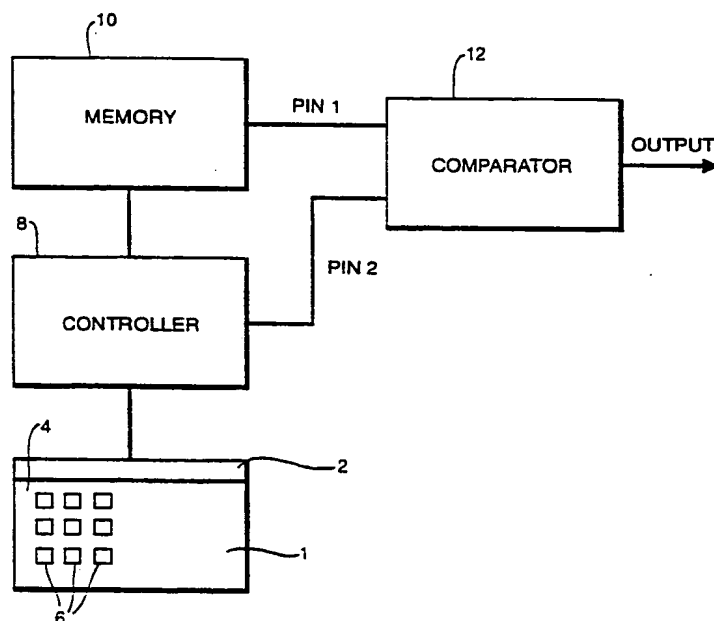 10
MEMORY
PIN 1
12
COMPARATOR
OUTPUT
8
CONTROLLER
PIN 2
4
2
1
6